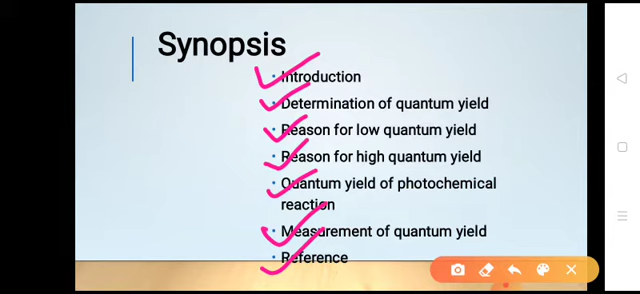 Synopsis
• Introduction
• Determination of quantum yield
• Reason for low quantum yield
• Reason for high quantum yield
• Quantum yield of photochemical
reaction
• Measurement of quantum yield
• Reference